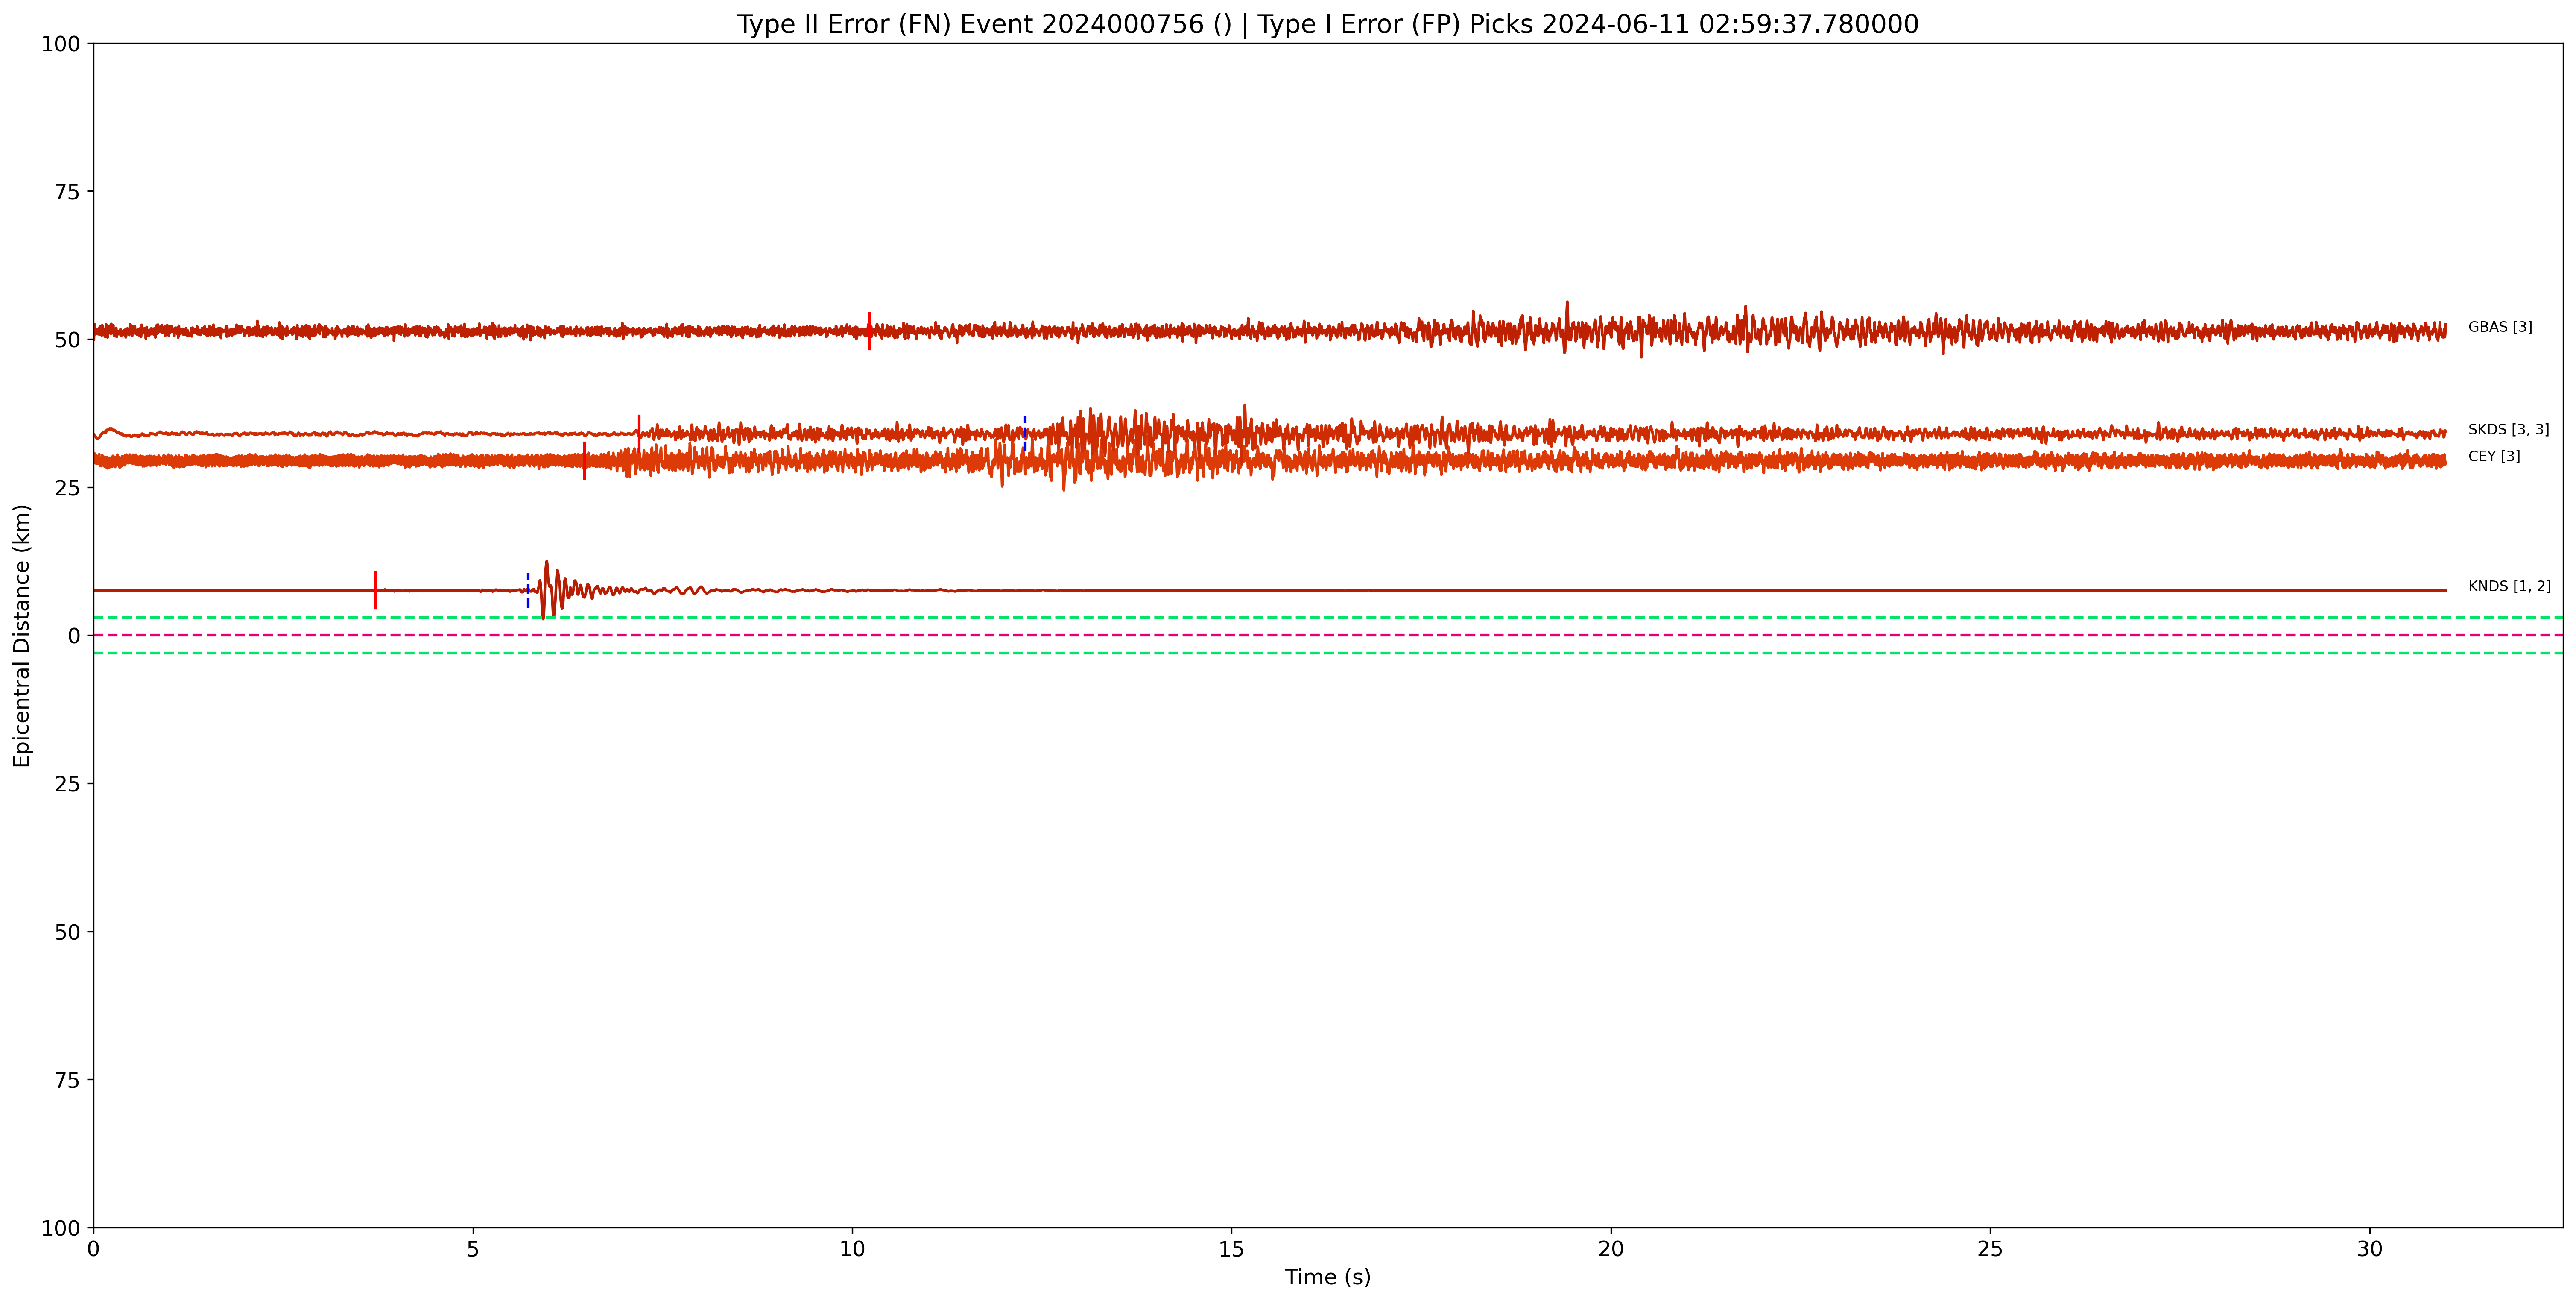 Type II Error (FN) Event 2024000756 () | Type I Error (FP) Picks 2024-06-11 02:59:37.780000
100
75
50
25
0
25
50
75
100
Epicentral Distance (km)
GBAS [3]
SKDS [3, 3]
CEY [3]
KNDS [1, 2]
0 5 10 15 20 25 30
Time (s)